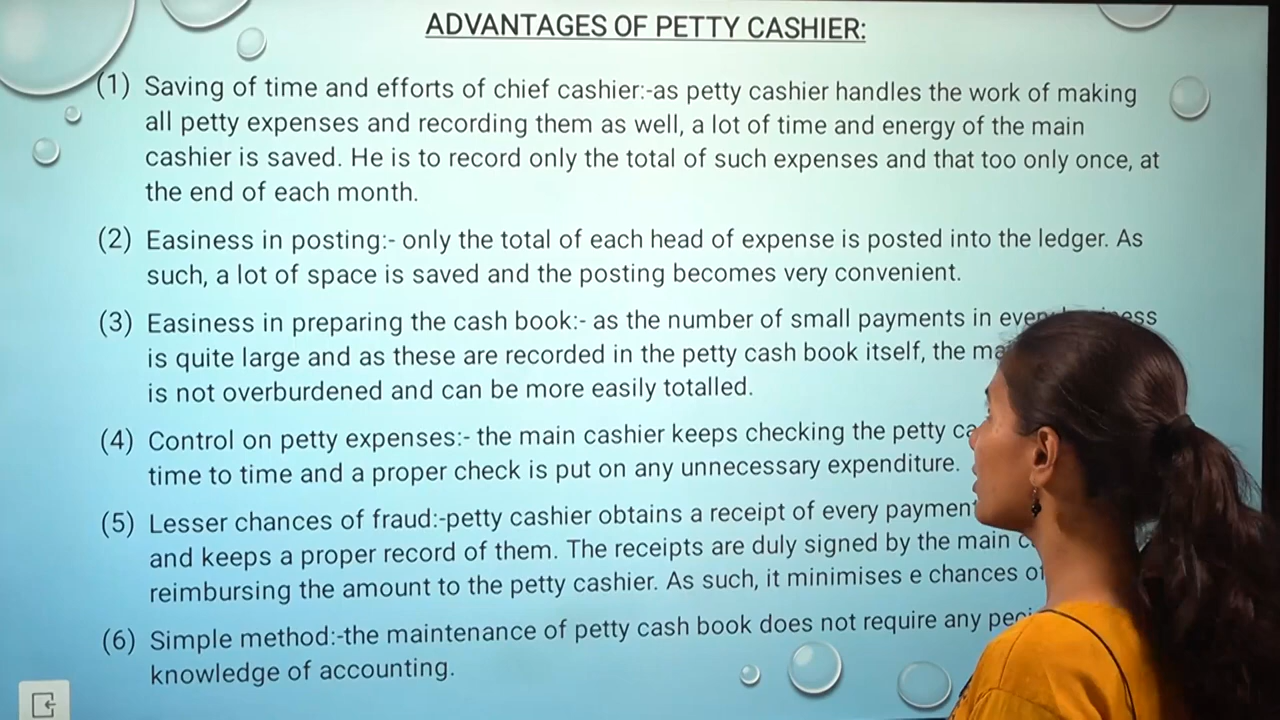 ADVANTAGES OF PETTY CASHIER:
(1) Saving of time and efforts of chief cashier:-as petty cashier handles the work of making
all petty expenses and recording them as well, a lot of time and energy of the main
cashier is saved. He is to record only the total of such expenses and that too only once, at
the end of each month.
(2) Easiness in posting:- only the total of each head of expense is posted into the ledger. As
such, a lot of space is saved and the posting becomes very convenient.
(3) Easiness in preparing the cash book:- as the number of small payments in
is quite large and as these are recorded in the petty cash book itself, the
is not overburdened and can be more easily totalled.
(4) Control on petty expenses:- the main cashier keeps checking the petty
time to time and a proper check is put on any unnecessary expenditure.
(5) Lesser chances of fraud:-petty cashier obtains a receipt of every
and keeps a proper record of them. The receipts are duly signed by the main
reimbursing the amount to the petty cashier. As such, it minimises e chances
(6) Simple method:-the maintenance of petty cash book does not require any
knowledge of accounting.